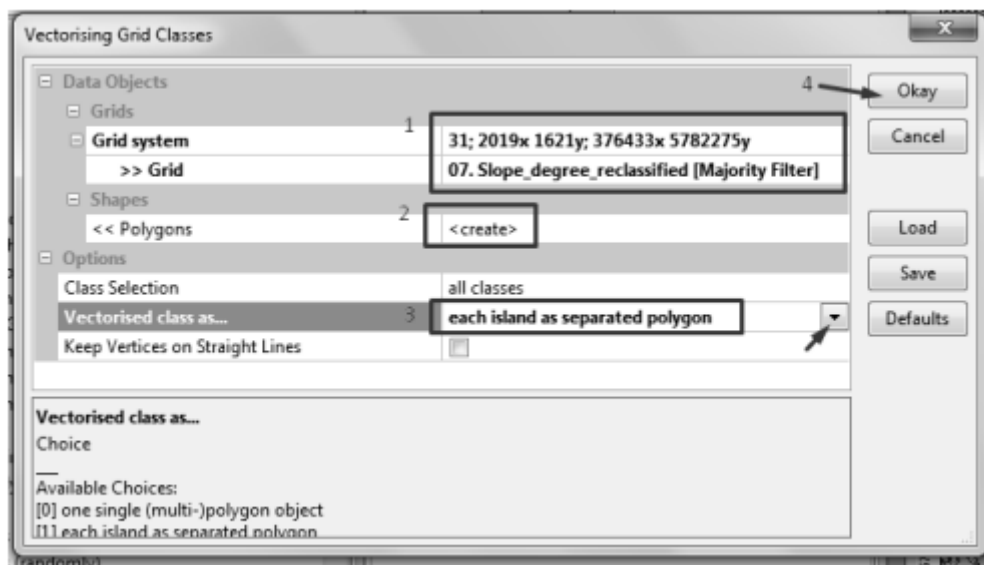 Vectorising Grid Classes
x
Data Objects
4
Okay
Grids
1
Grid system
31; 2019x 1621y; 376433x 5782275y
Cancel
>> Grid
07. Slope_degree_reclassified [Majority Filter]
Shapes
2
<< Polygons
<create>
Load
Options
Class Selection
all classes
Save
Vectorised class as...
3
each island as separated polygon
Defaults
Keep Vertices on Straight Lines
Vectorised class as...
Choice
__
Available Choices:
[0] one single (multi-)polygon object
[1] each island as separated polygon
(randomly)